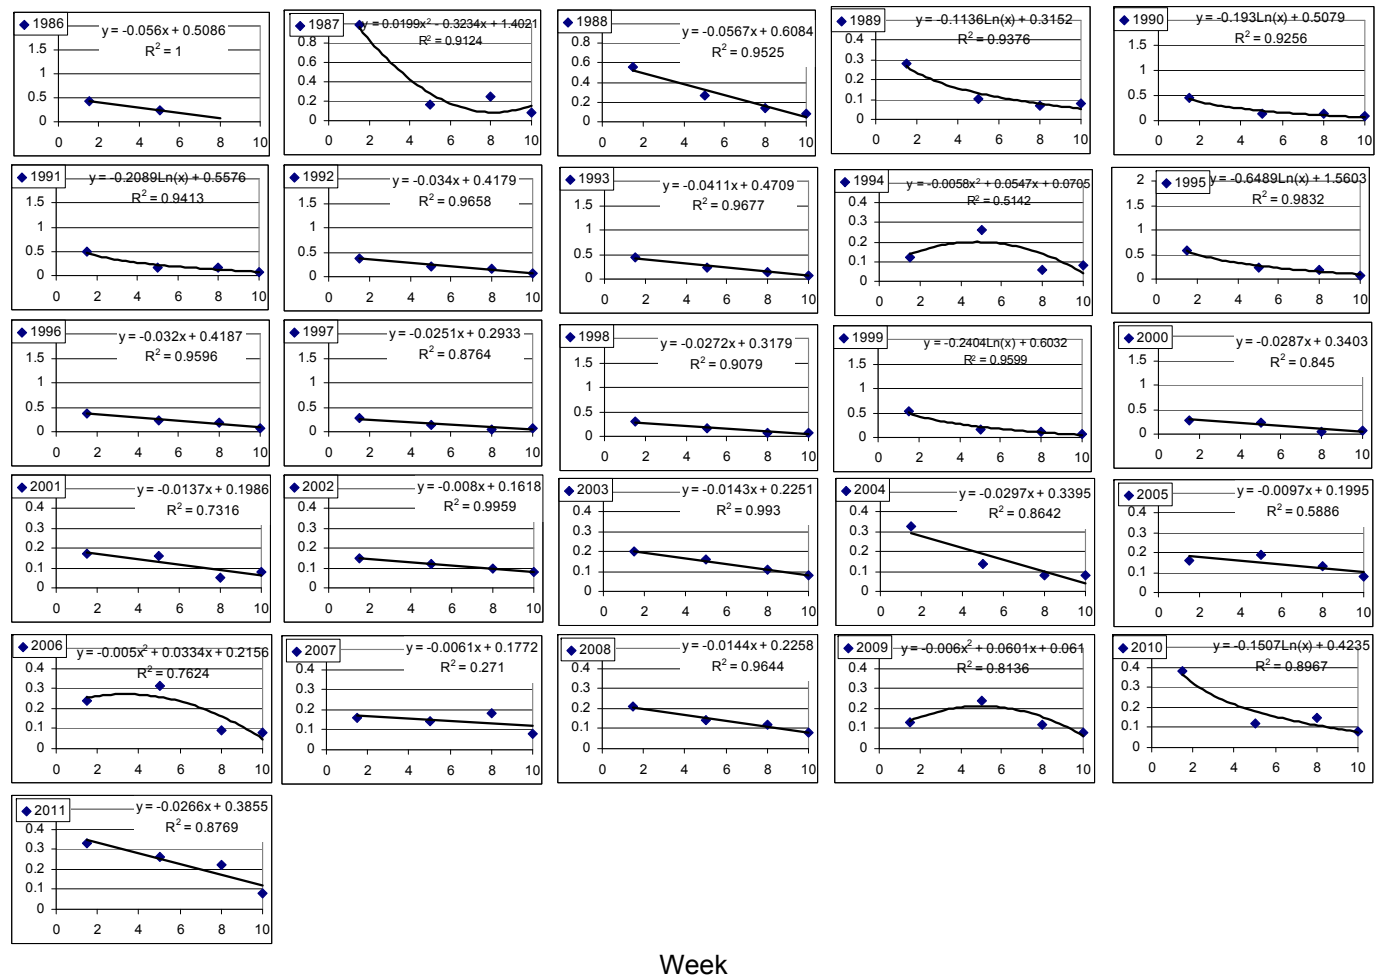 1986
y = -0.056x + 0.5086
R² = 1
1.5
1
0.5
0
0 2 4 6 8 10
1987
y = 0.0199x² - 0.3234x + 1.4021
R² = 0.9124
0.8
0.6
0.4
0.2
0
0 2 4 6 8 10
1988
y = -0.0567x + 0.6084
R² = 0.9525
0.8
0.6
0.4
0.2
0
0 2 4 6 8 10
1989
y = -0.1136Ln(x) + 0.3152
R² = 0.9376
0.4
0.3
0.2
0.1
0
0 2 4 6 8 10
1990
y = -0.193Ln(x) + 0.5079
R² = 0.9256
1.5
1
0.5
0
0 2 4 6 8 10
1991
y = -0.2089Ln(x) + 0.5576
R² = 0.9413
1.5
1
0.5
0
0 2 4 6 8 10
1992
y = -0.034x + 0.4179
R² = 0.9658
1.5
1
0.5
0
0 2 4 6 8 10
1993
y = -0.0411x + 0.4709
R² = 0.9677
1.5
1
0.5
0
0 2 4 6 8 10
1994
y = -0.0058x² + 0.0547x + 0.0705
R² = 0.5142
0.4
0.3
0.2
0.1
0
0 2 4 6 8 10
1995
y = -0.6489Ln(x) + 1.5603
R² = 0.9832
2
1.5
1
0.5
0
0 2 4 6 8 10
1996
y = -0.032x + 0.4187
R² = 0.9596
1.5
1
0.5
0
0 2 4 6 8 10
1997
y = -0.0251x + 0.2933
R² = 0.8764
1.5
1
0.5
0
0 2 4 6 8 10
1998
y = -0.0272x + 0.3179
R² = 0.9079
1.5
1
0.5
0
0 2 4 6 8 10
1999
y = -0.2404Ln(x) + 0.6032
R² = 0.9599
1.5
1
0.5
0
0 2 4 6 8 10
2000
y = -0.0287x + 0.3403
R² = 0.845
1.5
1
0.5
0
0 2 4 6 8 10
2001
y = -0.0137x + 0.1986
R² = 0.7316
0.4
0.3
0.2
0.1
0
0 2 4 6 8 10
2002
y = -0.008x + 0.1618
R² = 0.9959
0.4
0.3
0.2
0.1
0
0 2 4 6 8 10
2003
y = -0.0143x + 0.2251
R² = 0.993
0.4
0.3
0.2
0.1
0
0 2 4 6 8 10
2004
y = -0.0297x + 0.3395
R² = 0.8642
0.4
0.3
0.2
0.1
0
0 2 4 6 8 10
2005
y = -0.0097x + 0.1995
R² = 0.5886
0.4
0.3
0.2
0.1
0
0 2 4 6 8 10
2006
y = -0.005x² + 0.0334x + 0.2156
R² = 0.7624
0.4
0.3
0.2
0.1
0
0 2 4 6 8 10
2007
y = -0.0061x + 0.1772
R² = 0.271
0.4
0.3
0.2
0.1
0
0 2 4 6 8 10
2008
y = -0.0144x + 0.2258
R² = 0.9644
0.4
0.3
0.2
0.1
0
0 2 4 6 8 10
2009
y = -0.006x² + 0.0601x + 0.061
R² = 0.8136
0.4
0.3
0.2
0.1
0
0 2 4 6 8 10
2010
y = -0.1507Ln(x) + 0.4235
R² = 0.8967
0.4
0.3
0.2
0.1
0
0 2 4 6 8 10
2011
y = -0.0266x + 0.3855
R² = 0.8769
0.4
0.3
0.2
0.1
0
0 2 4 6 8 10
Week